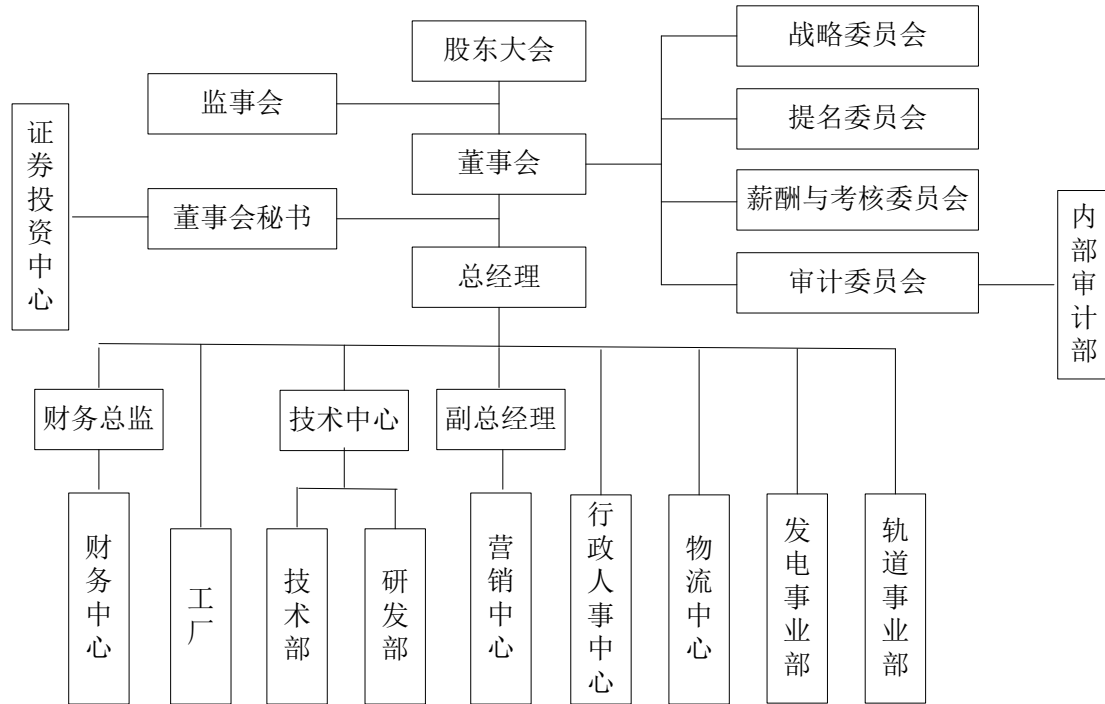 股东大会
战略委员会
监事会
提名委员会
证券投资中心
董事会
薪酬与考核委员会
董事会秘书
内部审计部
总经理
审计委员会
财务总监
技术中心
副总经理
财务中心
工厂
技术部
研发部
营销中心
行政人事中心
物流中心
发电事业部
轨道事业部